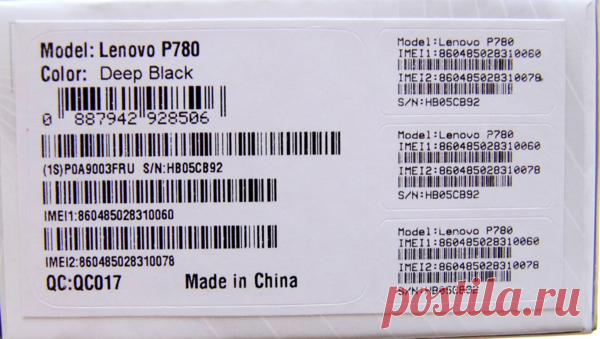 Model: Lenovo P780
Color: Deep Black
0 887942 928506
(1S)P0A9003FRU S/N:HB05CB92
IMEI1:860485028310060
IMEI2:860485028310078
QC:QC017 Made in China
Model:Lenovo P780
IMEI1:860485028310060
IMEI2:860485028310078
S/N:HB05CB92
Model:Lenovo P780
IMEI1:860485028310060
IMEI2:860485028310078
S/N:HB05CB92
Model:Lenovo P780
IMEI1:860485028310060
IMEI2:860485028310078
S/N:HB05CB92
postila.ru